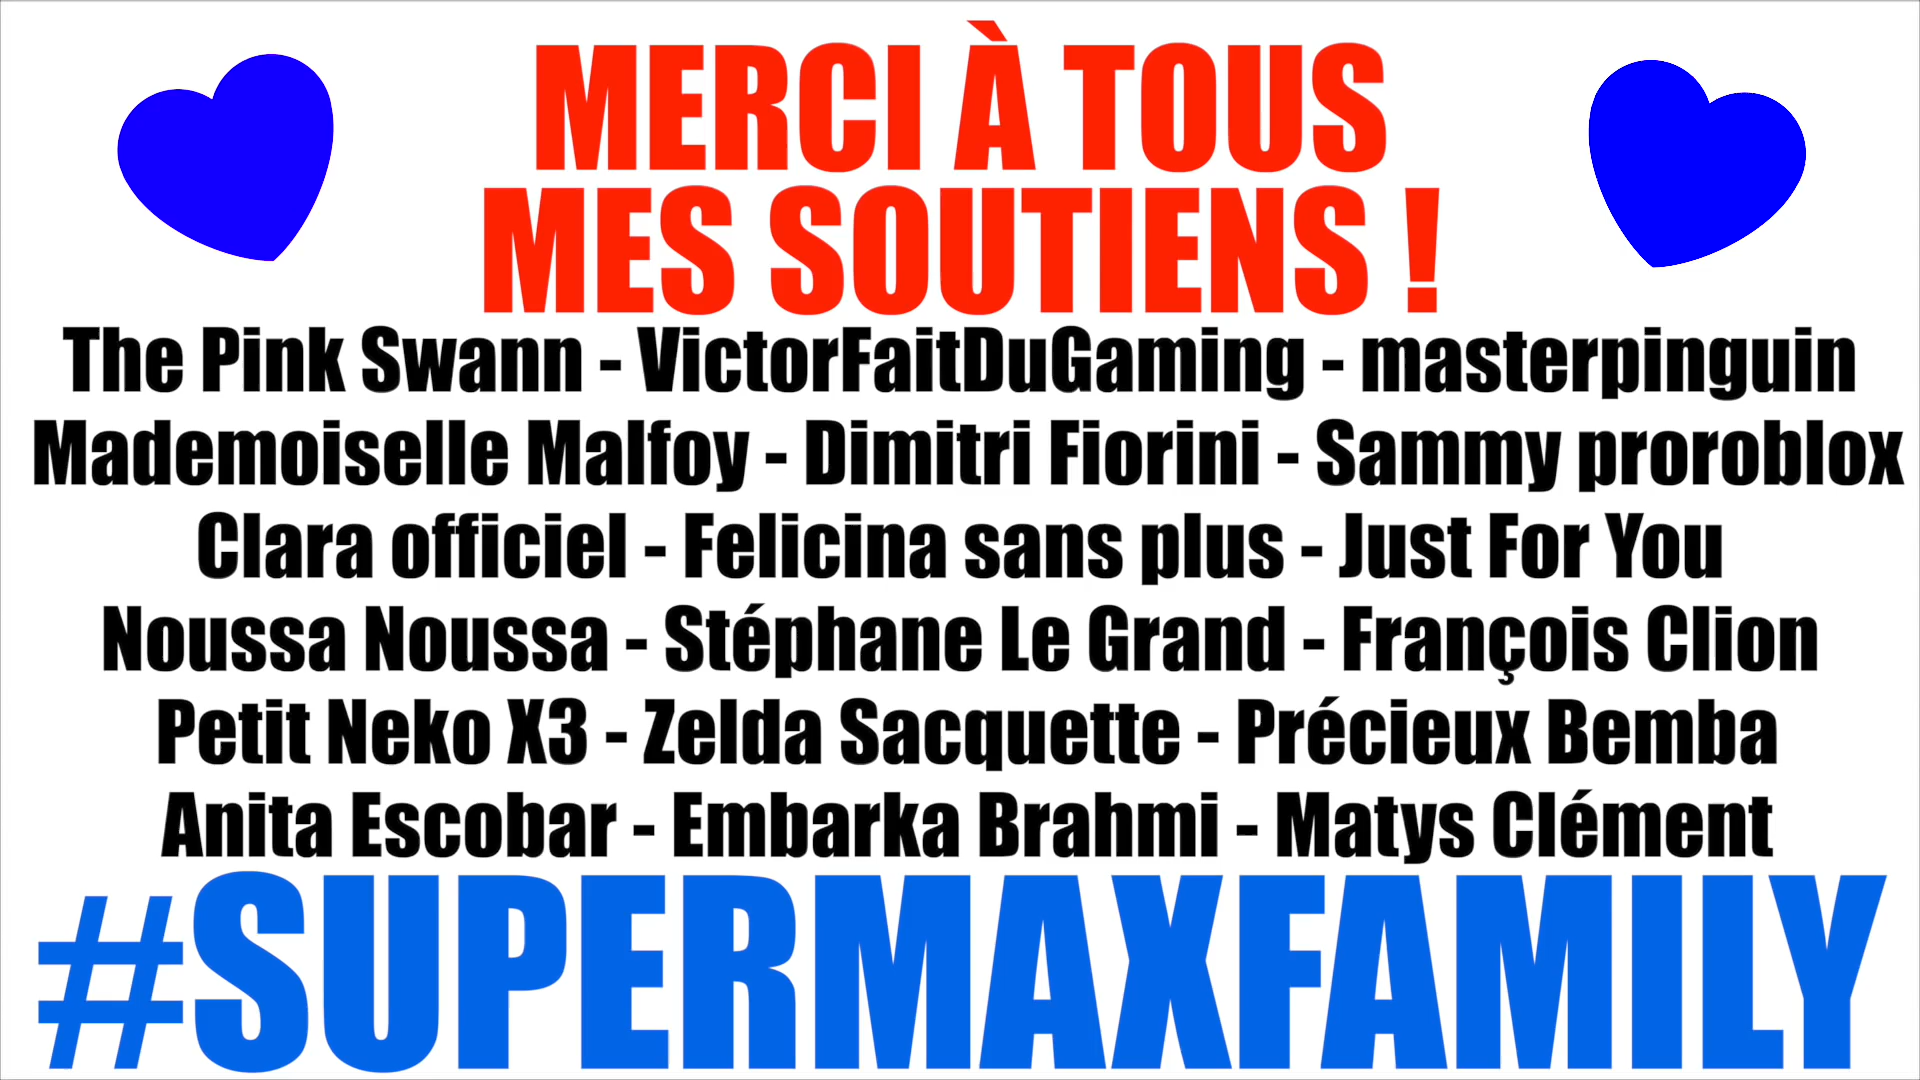 MERCI À TOUS
MES SOUTIENS !
The Pink Swann - VictorFaitDuGaming - masterpinguin
Mademoiselle Malfoy - Dimitri Fiorini - Sammy proroblox
Clara officiel - Felicina sans plus - Just For You
Noussa Noussa - Stéphane Le Grand - François Clion
Petit Neko X3 - Zelda Sacquette - Précieux Bemba
Anita Escobar - Embarka Brahmi - Matys Clément
#SUPERMAXFAMILY